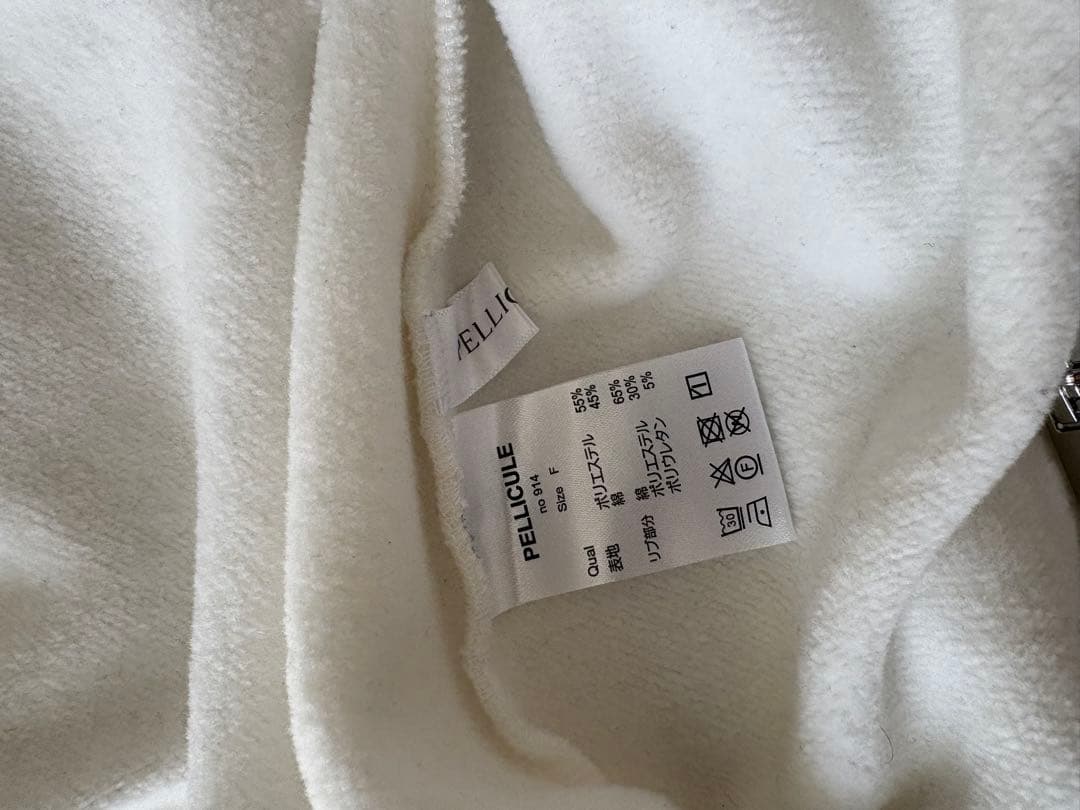 PELLIC
PELLICULE
no 914
Size F
Qual ポリエステル 55%
表地 綿 45%
リブ部分 綿 65%
ポリエステル 30%
ポリウレタン 5%
30
F